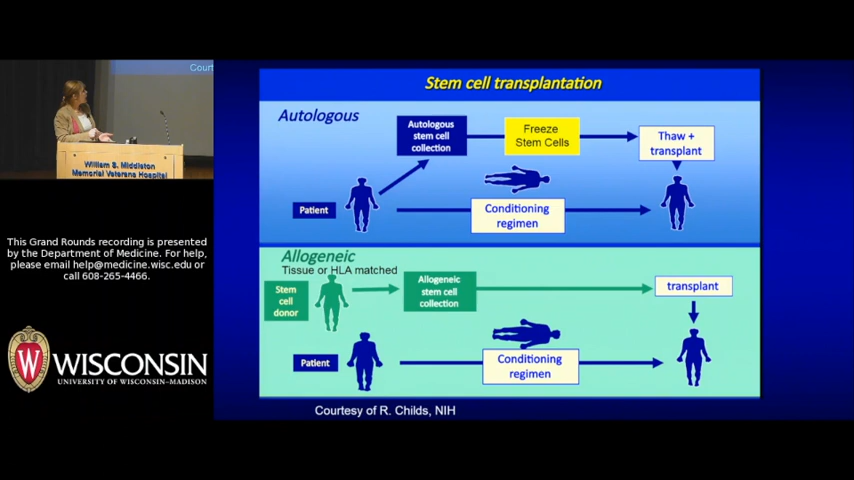 Court
William S. Middleton
Memorial Veterans Hospital
This Grand Rounds recording is presented
by the Department of Medicine. For help,
please email help@medicine.wisc.edu or
call 608-265-4466.
W
WISCONSIN
UNIVERSITY OF WISCONSIN-MADISON
Stem cell transplantation
Autologous
Autologous
stem cell
collection
Freeze
Stem Cells
Thaw +
transplant
Patient
Conditioning
regimen
Allogeneic
Tissue or HLA matched
Stem
cell
donor
Allogeneic
stem cell
collection
transplant
Patient
Conditioning
regimen
Courtesy of R. Childs, NIH